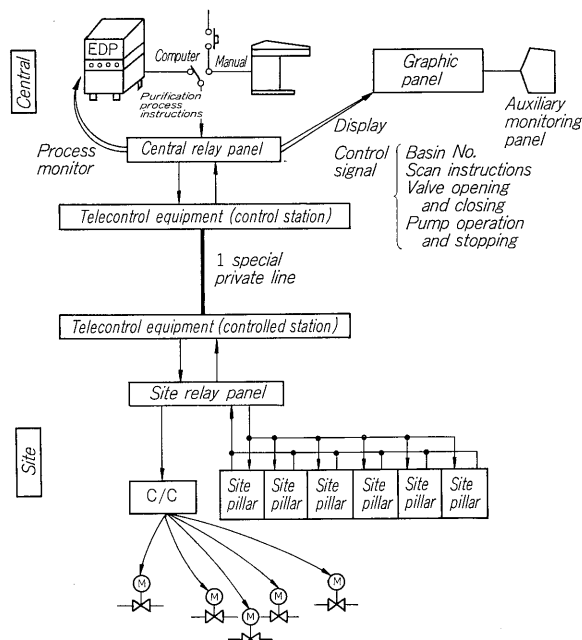 Central
EDP
Computer
Manual
Purification
process
instructions
Graphic
panel
Auxiliary
monitoring
panel
Process
monitor
Central relay panel
Display
Control
signal
Basin No.
Scan instructions
Valve opening
and closing
Pump operation
and stopping
Telecontrol equipment (control station)
1 special
private line
Telecontrol equipment (controlled station)
Site relay panel
Site
C/C
Site
pillar
Site
pillar
Site
pillar
Site
pillar
Site
pillar
Site
pillar
M
M
M
M
M